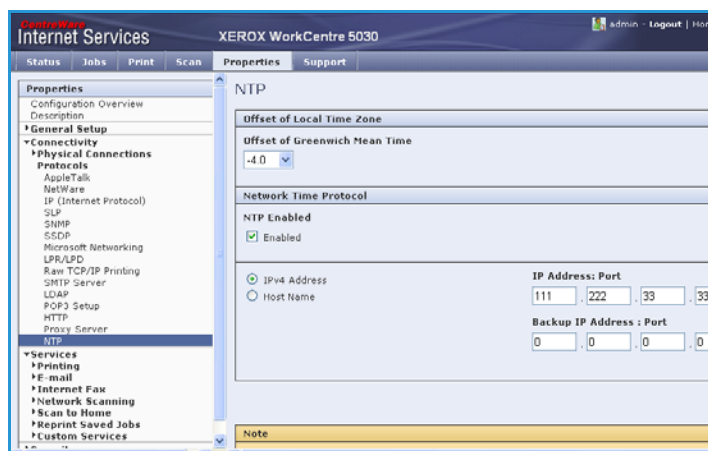 CentreWare
Internet Services
XEROX WorkCentre 5030
admin - Logout | Hor
Status Jobs Print Scan Properties Support
Properties
Configuration Overview
Description
General Setup
Connectivity
Physical Connections
Protocols
AppleTalk
NetWare
IP (Internet Protocol)
SLP
SNMP
SSDP
Microsoft Networking
LPR/LPD
Raw TCP/IP Printing
SMTP Server
LDAP
POP3 Setup
HTTP
Proxy Server
NTP
Services
Printing
E-mail
Internet Fax
Network Scanning
Scan to Home
Reprint Saved Jobs
Custom Services
NTP
Offset of Local Time Zone
Offset of Greenwich Mean Time
-4.0
Network Time Protocol
NTP Enabled
Enabled
IPv4 Address
Host Name
IP Address: Port
111 . 222 . 33 . 33
Backup IP Address : Port
0 . 0 . 0 . 0
Note